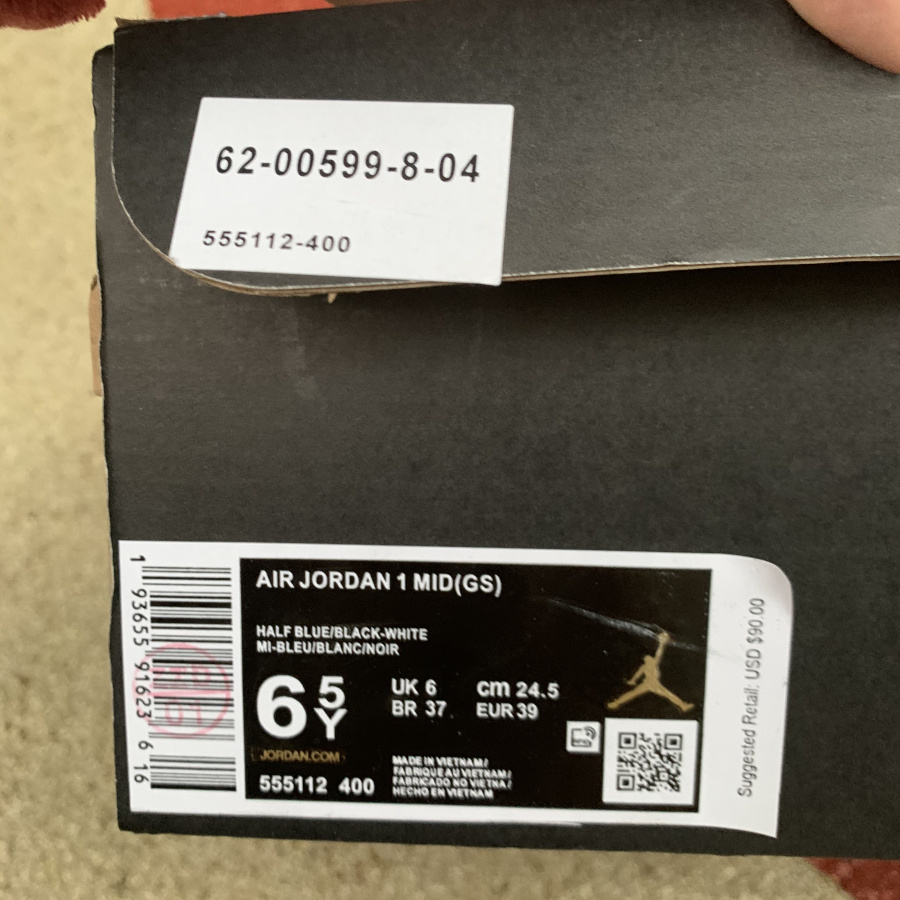 62-00599-8-04
555112-400
AIR JORDAN 1 MID(GS)
HALF BLUE/BLACK-WHITE
MI-BLEU/BLANC/NOIR
6 5Y
UK 6 cm 24.5
BR 37 EUR 39
JORDAN.COM
555112 400
MADE IN VIETNAM/
FABRIQUE AU VIETNAM/
FABRICADO NO VIETNA/
HECHO EN VIETNAM
1 93655 91623 6 16
Suggested Retail: USD $90.00